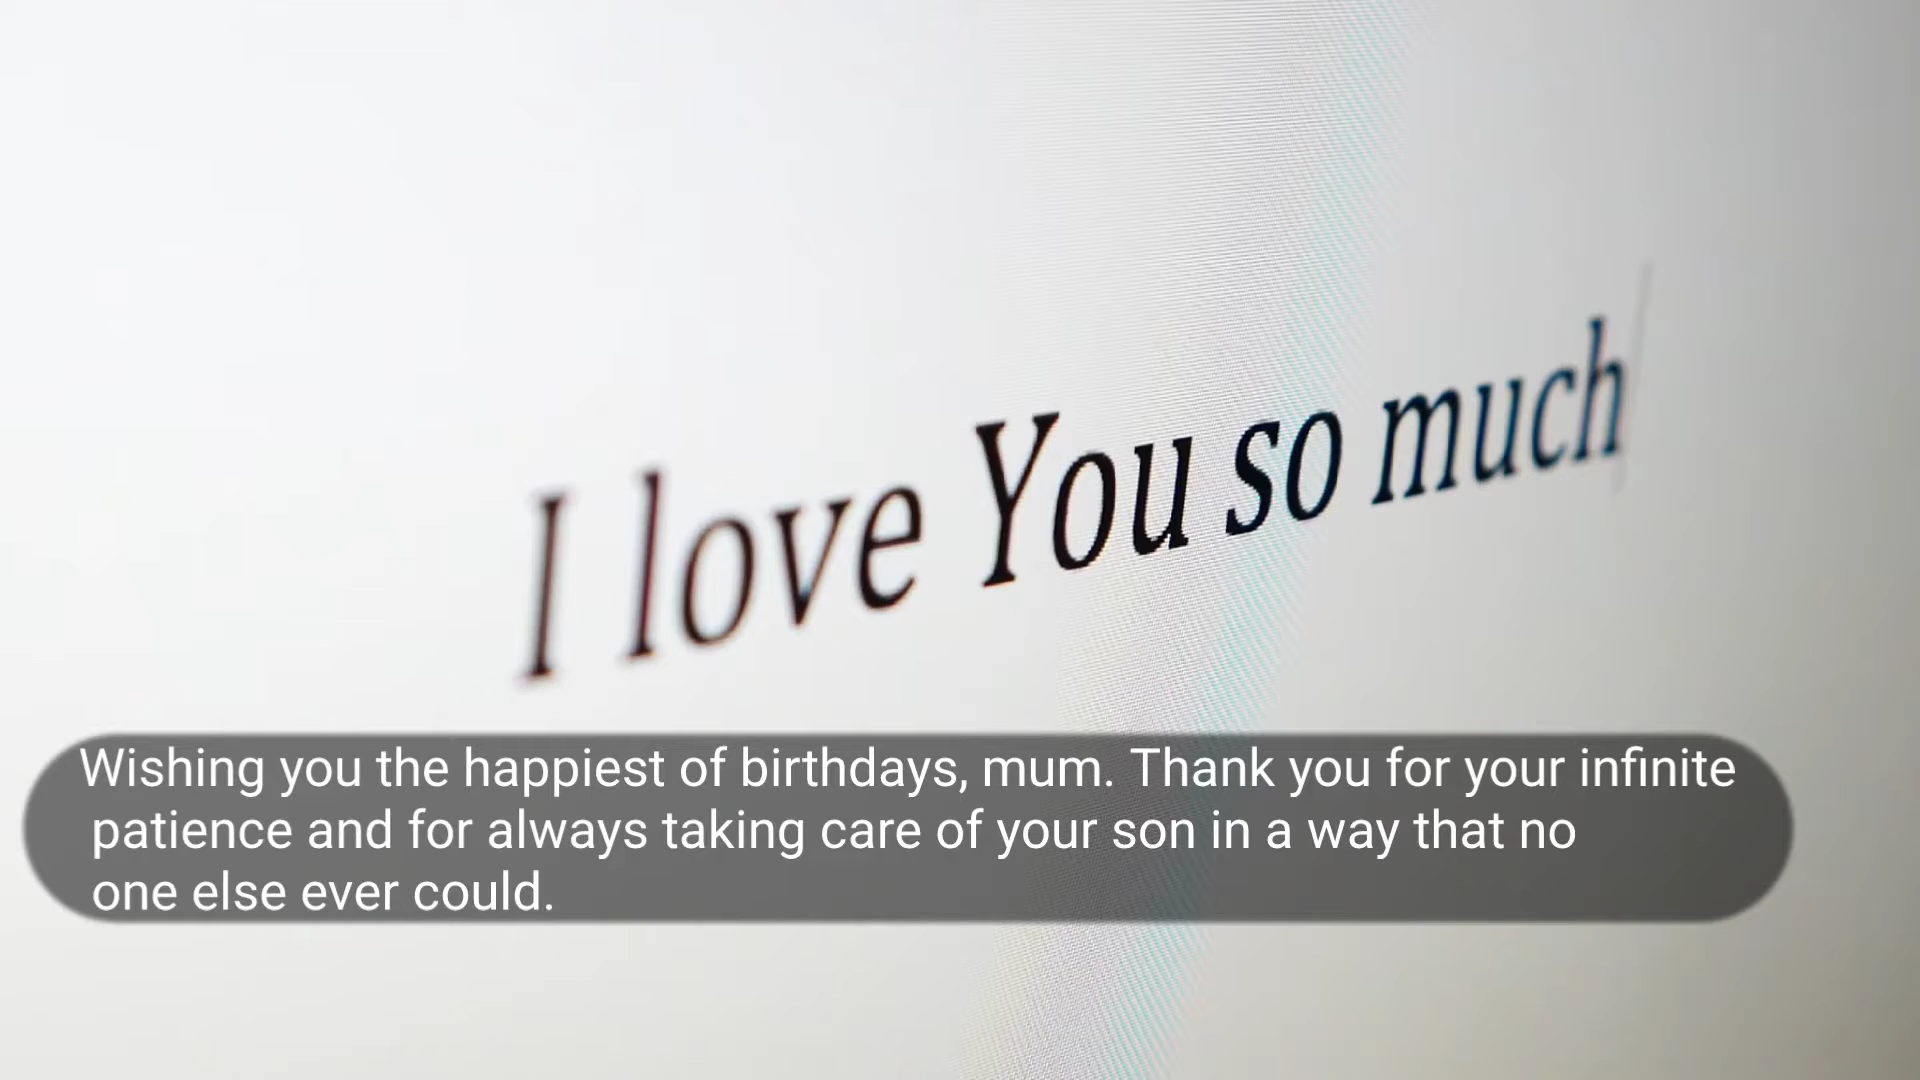 I love You so much
Wishing you the happiest of birthdays, mum. Thank you for your infinite
patience and for always taking care of your son in a way that no
one else ever could.